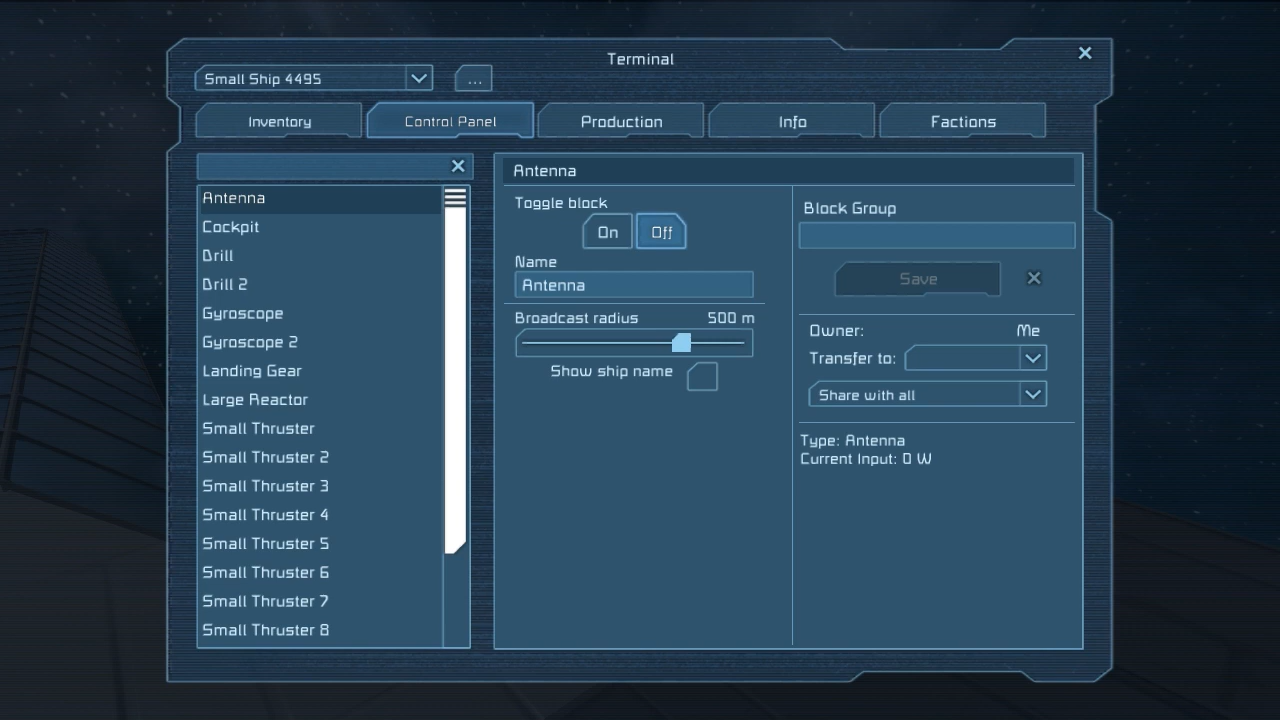 Terminal
Small Ship 4495
...
Inventory
Control Panel
Production
Info
Factions
Antenna
Cockpit
Drill
Drill 2
Gyroscope
Gyroscope 2
Landing Gear
Large Reactor
Small Thruster
Small Thruster 2
Small Thruster 3
Small Thruster 4
Small Thruster 5
Small Thruster 6
Small Thruster 7
Small Thruster 8
Antenna
Toggle block
On Off
Name
Antenna
Broadcast radius 500 m
Show ship name
Block Group
Save
Owner: Me
Transfer to:
Share with all
Type: Antenna
Current Input: 0 W